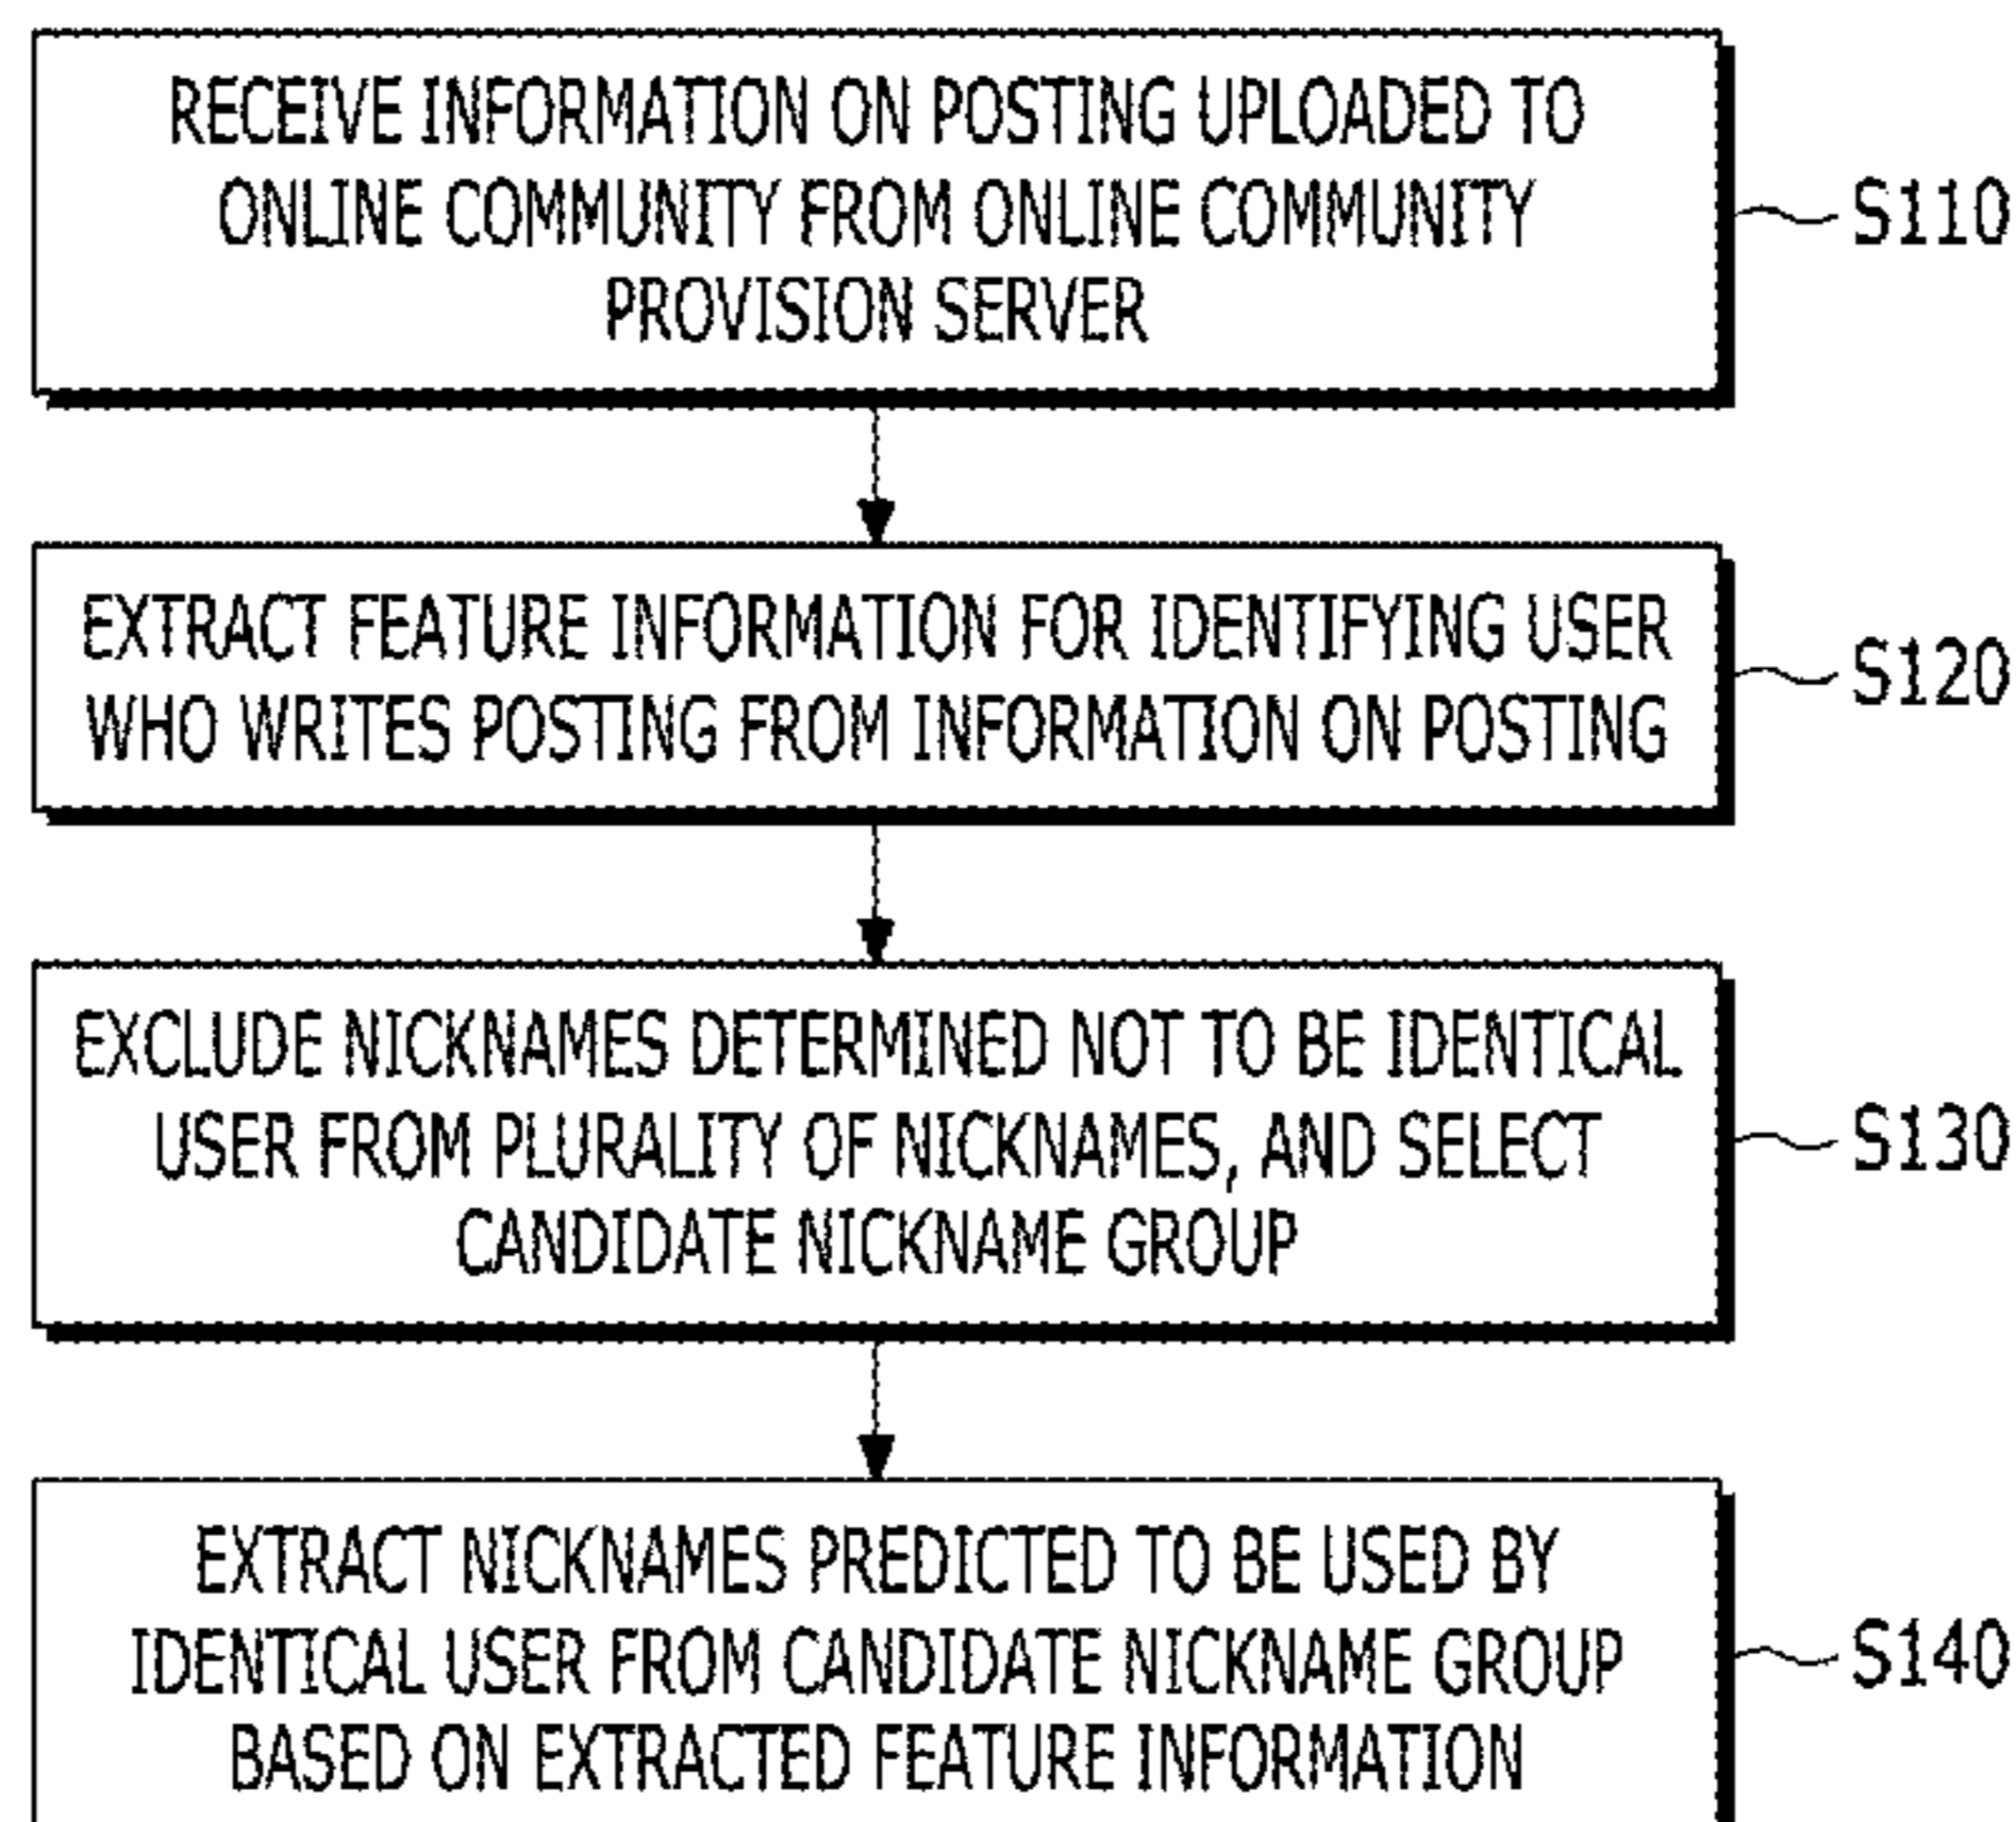 RECEIVE INFORMATION ON POSTING UPLOADED TO
ONLINE COMMUNITY FROM ONLINE COMMUNITY
PROVISION SERVER
S110
EXTRACT FEATURE INFORMATION FOR IDENTIFYING USER
WHO WRITES POSTING FROM INFORMATION ON POSTING
S120
EXCLUDE NICKNAMES DETERMINED NOT TO BE IDENTICAL
USER FROM PLURALITY OF NICKNAMES, AND SELECT
CANDIDATE NICKNAME GROUP
S130
EXTRACT NICKNAMES PREDICTED TO BE USED BY
IDENTICAL USER FROM CANDIDATE NICKNAME GROUP
BASED ON EXTRACTED FEATURE INFORMATION
S140